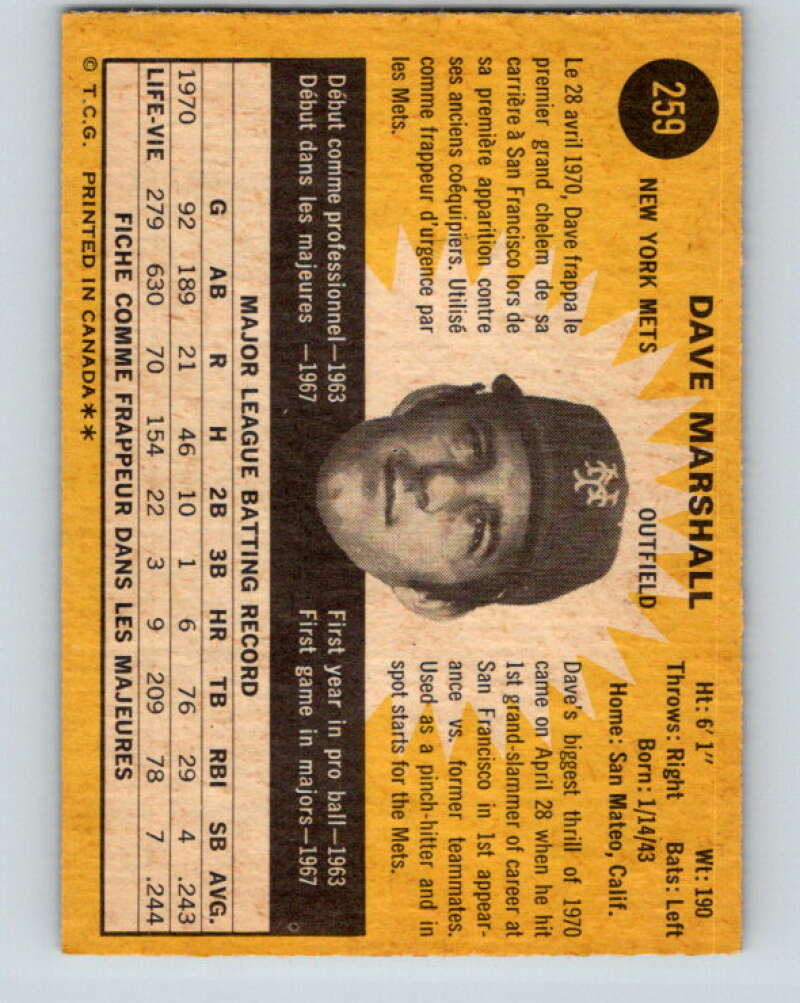 259
DAVE MARSHALL
NEW YORK METS OUTFIELD
Ht: 6' 1" Wt: 190
Throws: Right Bats: Left
Born: 1/14/43
Home: San Mateo, Calif.
Le 28 avril 1970, Dave frappa le
premier grand chelem de sa
carrière à San Francisco lors de
sa première apparition contre
ses anciens coéquipiers. Utilisé
comme frappeur d'urgence par
les Mets.
Dave's biggest thrill of 1970
came on April 28 when he hit
1st grand-slammer of career at
San Francisco in 1st appear-
ance vs. former teammates.
Used as a pinch-hitter and in
spot starts for the Mets.
Début comme professionnel—1963
Début dans les majeures —1967
First year in pro ball—1963
First game in majors—1967
MAJOR LEAGUE BATTING RECORD
G AB R H 2B 3B HR TB RBI SB AVG.
1970 92 189 21 46 10 1 6 76 29 4 .243
LIFE-VIE 279 630 70 154 22 3 9 209 78 7 .244
FICHE COMME FRAPPEUR DANS LES MAJEURES
© T.C.G. PRINTED IN CANADA**